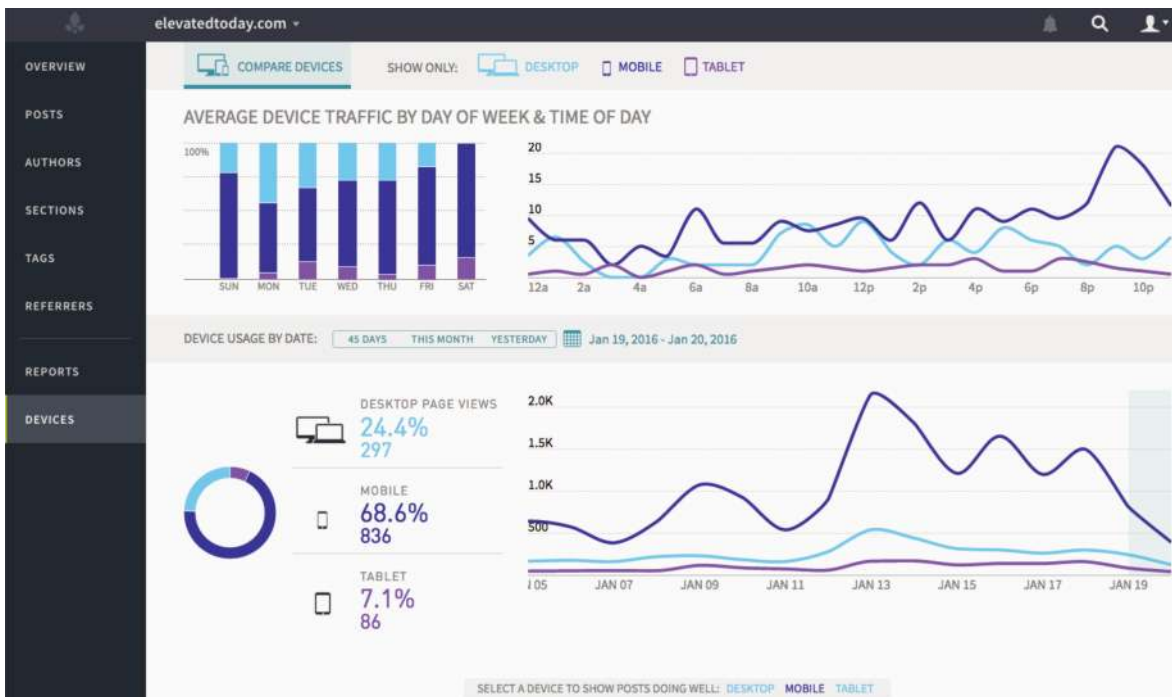 elevatedtoday.com
OVERVIEW
POSTS
AUTHORS
SECTIONS
TAGS
REFERRERS
REPORTS
DEVICES
COMPARE DEVICES SHOW ONLY: DESKTOP MOBILE TABLET
AVERAGE DEVICE TRAFFIC BY DAY OF WEEK & TIME OF DAY
100%
SUN MON TUE WED THU FRI SAT
20
15
10
5
12a 2a 4a 6a 8a 10a 12p 2p 4p 6p 8p 10p
DEVICE USAGE BY DATE: 45 DAYS THIS MONTH YESTERDAY Jan 19, 2016 - Jan 20, 2016
DESKTOP PAGE VIEWS
24.4%
297
MOBILE
68.6%
836
TABLET
7.1%
86
2.0K
1.5K
1.0K
500
05 JAN 07 JAN 09 JAN 11 JAN 13 JAN 15 JAN 17 JAN 19
SELECT A DEVICE TO SHOW POSTS DOING WELL: DESKTOP MOBILE TABLET